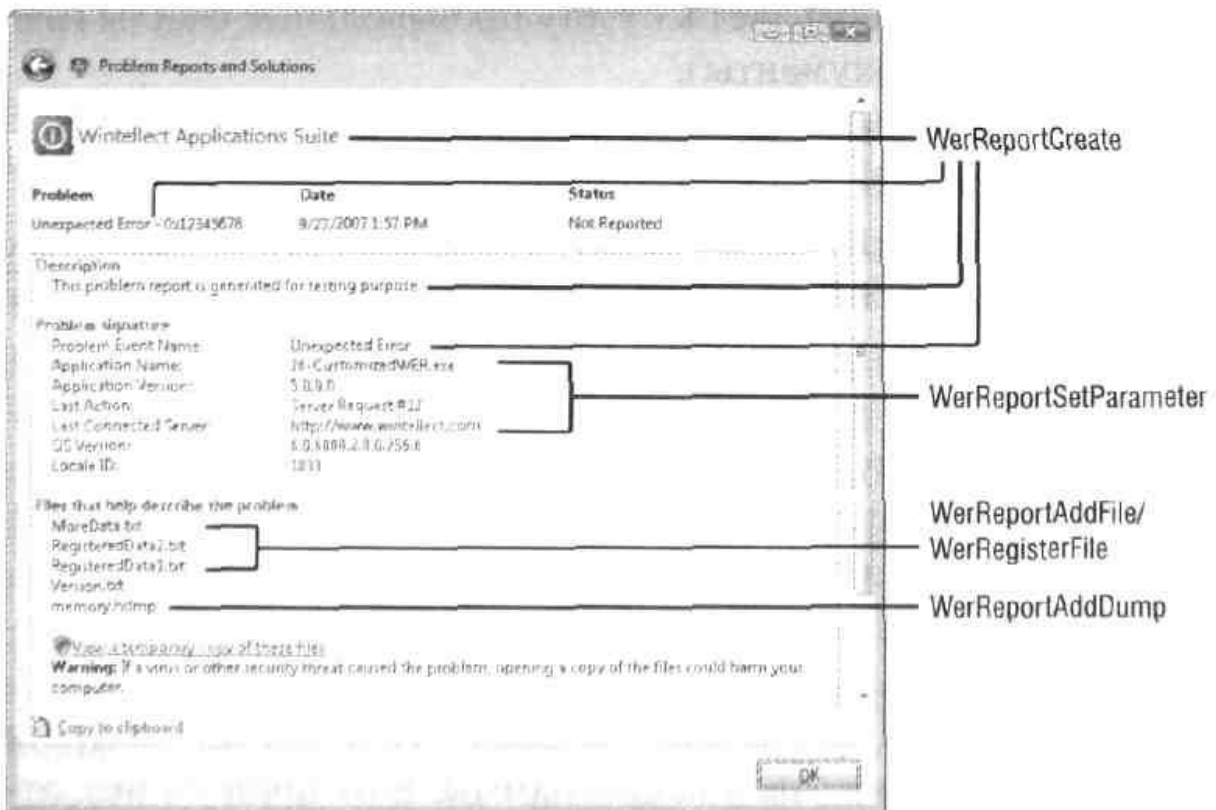 Problem Reports and Solutions
Wintellect Applications Suite
WerReportCreate
Problem Date Status
Unexpected Error - 0x12345678 9/27/2007 1:57 PM Not Reported
Description
This problem report is generated for testing purpose
Problem signature
Problem Event Name: Unexpected Error
Application Name: CustomizedWER.exe
Application Version:
Last Action: Server Request
Last Connected Server: http://www.wintellect.com
WerReportSetParameter
OS Version:
Locale ID: 1033
Files that help describe the problem
MoreData.txt
RegisteredData2.txt
RegisteredData1.txt
WerReportAddFile/
WerRegisterFile
Version.txt
memory.hdmp
WerReportAddDump
View a temporary copy of these files
Warning: If a virus or other security threat caused the problem, opening a copy of the files could harm your
computer.
Copy to clipboard
OK